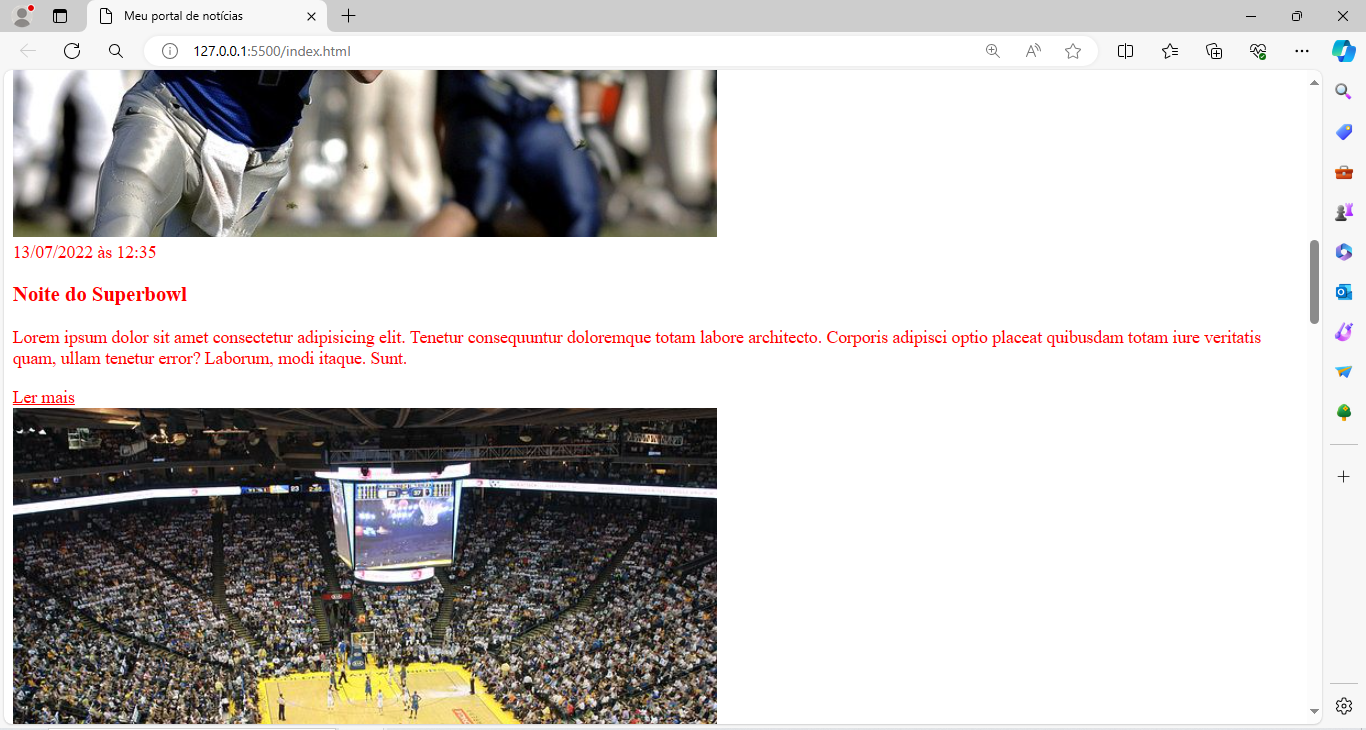 Meu portal de notícias
127.0.0.1:5500/index.html
13/07/2022 às 12:35
Noite do Superbowl
Lorem ipsum dolor sit amet consectetur adipisicing elit. Tenetur consequuntur doloremque totam labore architecto. Corporis adipisci optio placeat quibusdam totam iure veritatis
quam, ullam tenetur error? Laborum, modi itaque. Sunt.
Ler mais